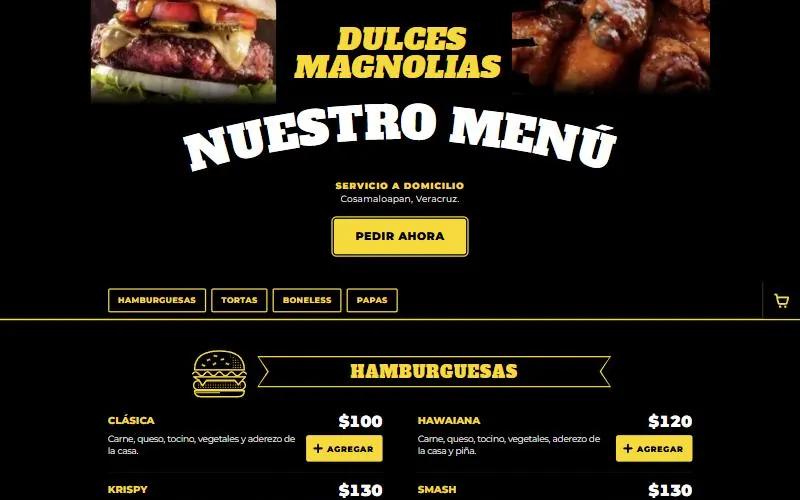 DULCES
MAGNOLIAS
NUESTRO MENÚ
SERVICIO A DOMICILIO
Cosamaloapan, Veracruz.
PEDIR AHORA
HAMBURGUESAS
TORTAS
BONELESS
PAPAS
HAMBURGUESAS
CLÁSICA
$100
Carne, queso, tocino, vegetales y aderezo de
la casa.
+ AGREGAR
HAWAIANA
$120
Carne, queso, tocino, vegetales, aderezo de
la casa y piña.
+ AGREGAR
KRISPY
$130
SMASH
$130